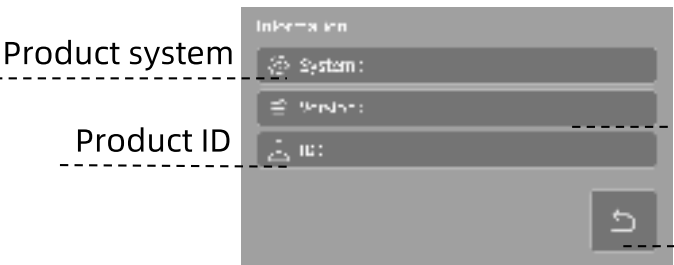 Information
Product system
System:
Version:
Product ID
ID: